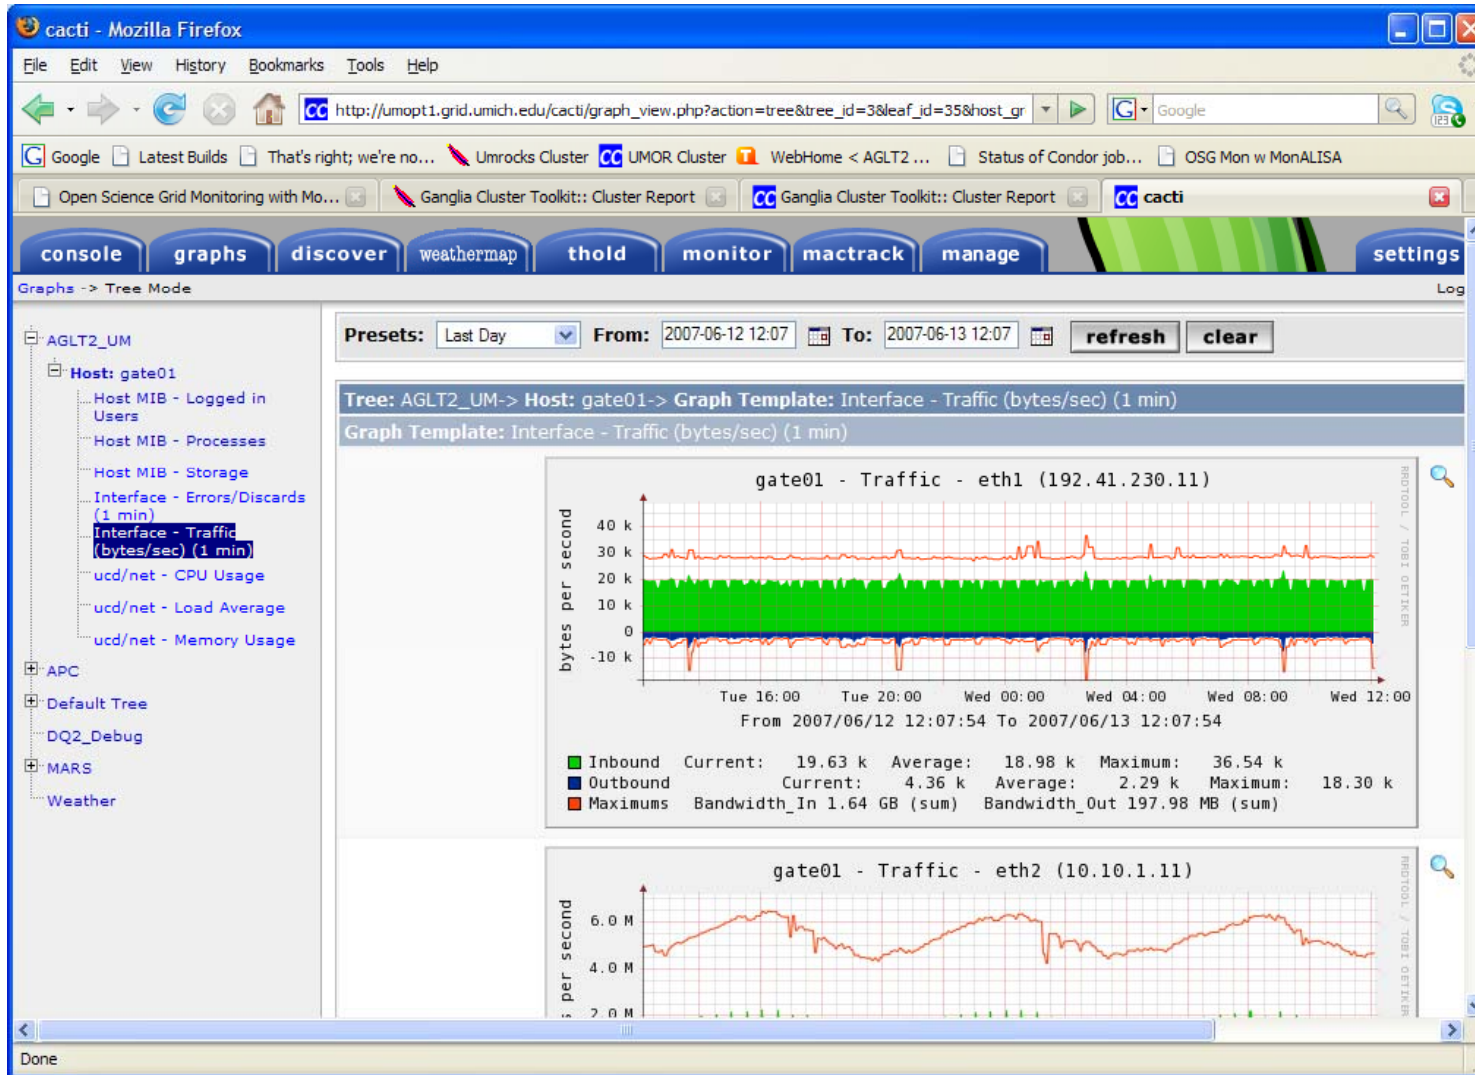 cacti - Mozilla Firefox
File Edit View History Bookmarks Tools Help
http://umopt1.grid.umich.edu/cacti/graph_view.php?action=tree&tree_id=3&leaf_id=35&host_gr
G Google
Google Latest Builds That's right; we're no... Umrocks Cluster CC UMOR Cluster WebHome < AGLT2 ... Status of Condor job... OSG Mon w MonALISA
Open Science Grid Monitoring with Mo... Ganglia Cluster Toolkit:: Cluster Report CC Ganglia Cluster Toolkit:: Cluster Report CC cacti
console graphs discover weathermap thold monitor mactrack manage settings
Graphs -> Tree Mode Log
AGLT2_UM
Host: gate01
Host MIB - Logged in
Users
Host MIB - Processes
Host MIB - Storage
Interface - Errors/Discards
(1 min)
Interface - Traffic
(bytes/sec) (1 min)
ucd/net - CPU Usage
ucd/net - Load Average
ucd/net - Memory Usage
APC
Default Tree
DQ2_Debug
MARS
Weather
Presets: Last Day From: 2007-06-12 12:07 To: 2007-06-13 12:07 refresh clear
Tree: AGLT2_UM-> Host: gate01-> Graph Template: Interface - Traffic (bytes/sec) (1 min)
Graph Template: Interface - Traffic (bytes/sec) (1 min)
gate01 - Traffic - eth1 (192.41.230.11)
RRDTOOL / TOBI OETIKER
bytes per second
40 k
30 k
20 k
10 k
0
-10 k
Tue 16:00 Tue 20:00 Wed 00:00 Wed 04:00 Wed 08:00 Wed 12:00
From 2007/06/12 12:07:54 To 2007/06/13 12:07:54
Inbound Current: 19.63 k Average: 18.98 k Maximum: 36.54 k
Outbound Current: 4.36 k Average: 2.29 k Maximum: 18.30 k
Maximums Bandwidth_In 1.64 GB (sum) Bandwidth_Out 197.98 MB (sum)
gate01 - Traffic - eth2 (10.10.1.11)
RRDTOOL / TOBI OETIKER
per second
6.0 M
4.0 M
2.0 M
Done